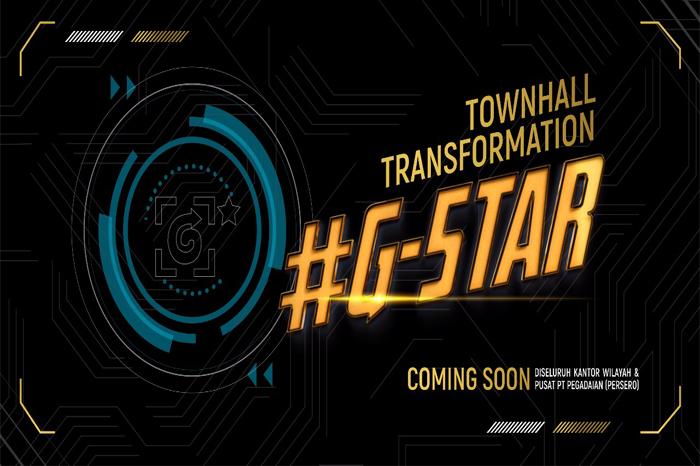 TOWNHALL
TRANSFORMATION
#G-STAR
COMING SOON
DISELURUH KANTOR WILAYAH &
PUSAT PT PEGADAIAN (PERSERO)